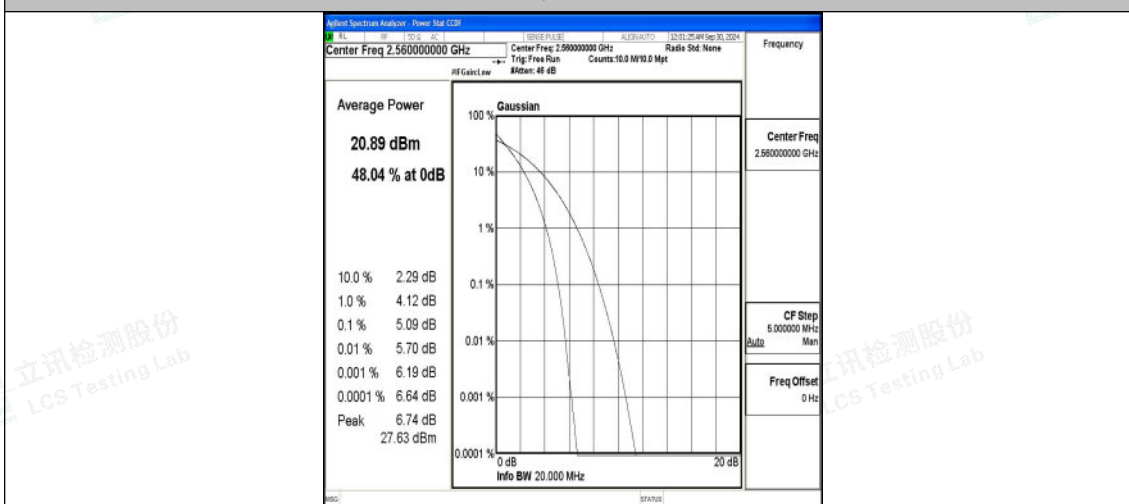 Agilent Spectrum Analyzer - Power Stat CCDF
RL RF 50 Ω AC SENSE:PULSE ALIGNAUTO 12:01:25 AM Sep 30, 2024
Center Freq 2.560000000 GHz
Center Freq: 2.560000000 GHz Radio Std: None
Trig: Free Run Counts:10.0 M/10.0 Mpt
#IFGain:Low #Atten: 46 dB
Frequency
Center Freq
2.560000000 GHz
CF Step
5.000000 MHz
Auto Man
Freq Offset
0 Hz
Average Power
20.89 dBm
48.04 % at 0dB
10.0 % 2.29 dB
1.0 % 4.12 dB
0.1 % 5.09 dB
0.01 % 5.70 dB
0.001 % 6.19 dB
0.0001 % 6.64 dB
Peak 6.74 dB
27.63 dBm
Gaussian
100 %
10 %
1 %
0.1 %
0.01 %
0.001 %
0.0001 %
0 dB 20 dB
Info BW 20.000 MHz
MSG STATUS
立讯检测股份
LCS Testing Lab
立讯检测股份
LCS Testing Lab